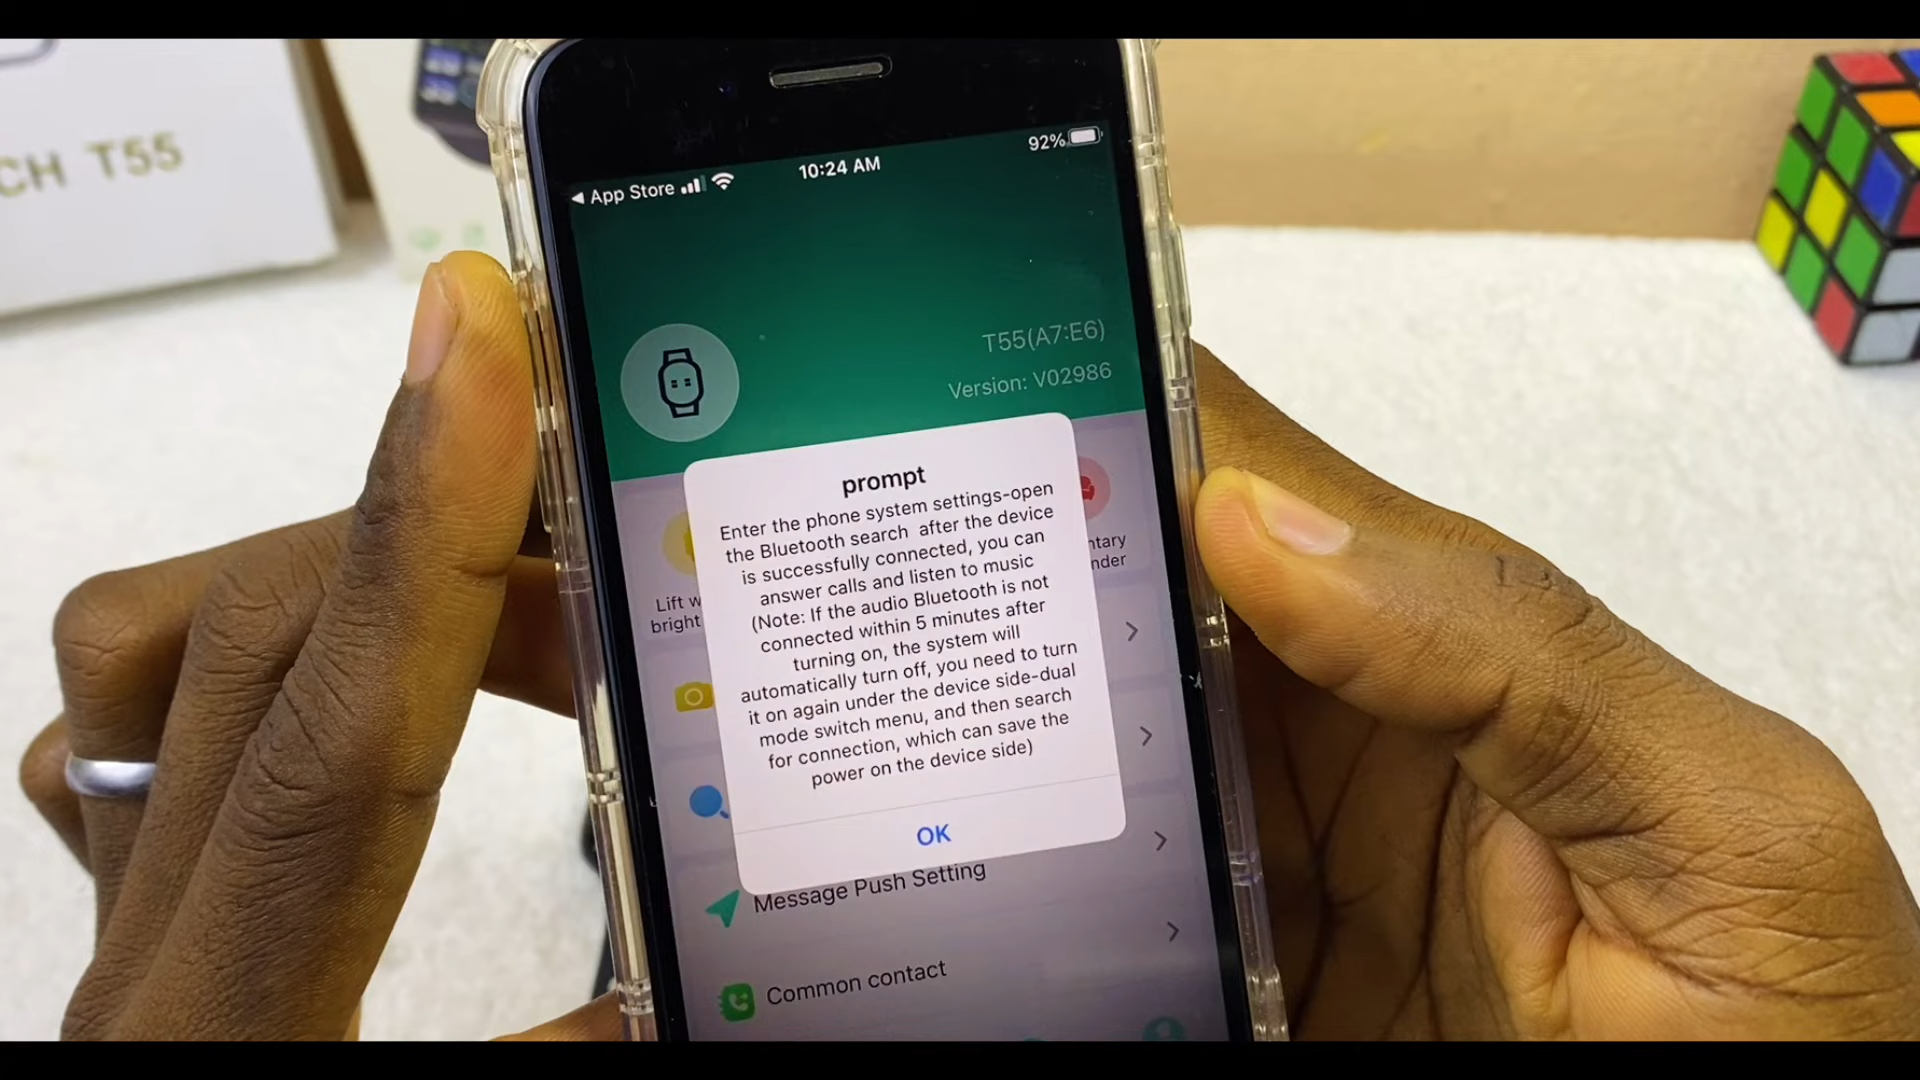 CH T55
App Store
10:24 AM
92%
T55(A7:E6)
Version: V02986
prompt
Enter the phone system settings-open
the Bluetooth search after the device
is successfully connected, you can
answer calls and listen to music
(Note: If the audio Bluetooth is not
connected within 5 minutes after
turning on, the system will
automatically turn off, you need to turn
it on again under the device side-dual
mode switch menu, and then search
for connection, which can save the
power on the device side)
OK
Lift w
bright
ntary
nder
Message Push Setting
Common contact